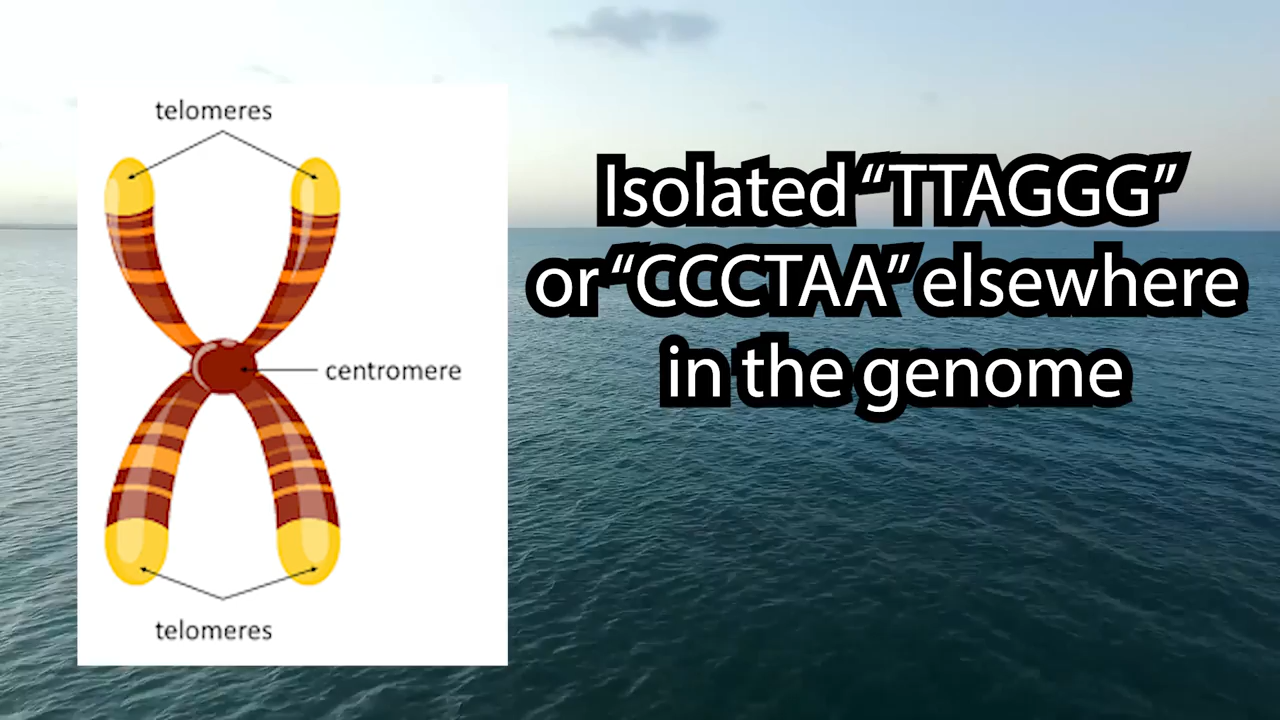 telomeres
centromere
telomeres
Isolated “TTAGGG”
or “CCCTAA” elsewhere
in the genome